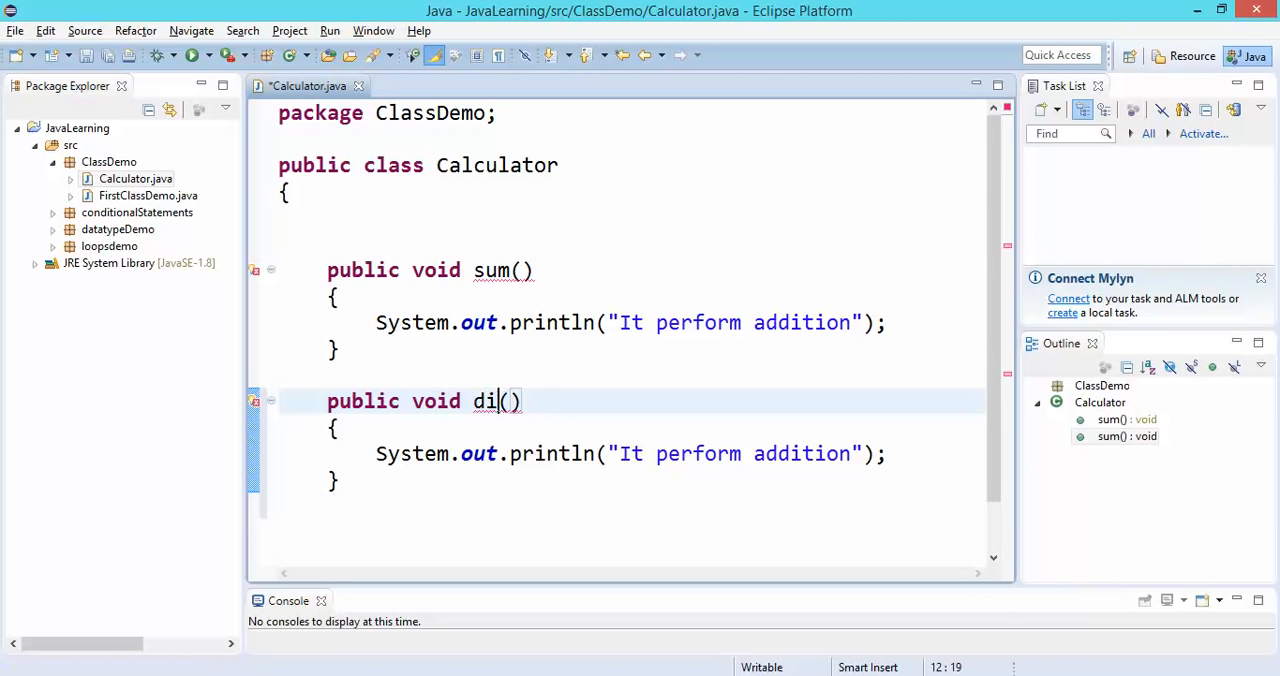 Java - JavaLearning/src/ClassDemo/Calculator.java - Eclipse Platform
File Edit Source Refactor Navigate Search Project Run Window Help
Quick Access
Resource
Java
Package Explorer
JavaLearning
src
ClassDemo
Calculator.java
FirstClassDemo.java
conditionalStatements
datatypeDemo
loopsdemo
JRE System Library [JavaSE-1.8]
*Calculator.java
package ClassDemo;
public class Calculator
{
public void sum()
{
System.out.println("It perform addition");
}
public void di()
{
System.out.println("It perform addition");
}
Console
No consoles to display at this time.
Task List
Find
All
Activate...
Connect Mylyn
Connect to your task and ALM tools or
create a local task.
Outline
ClassDemo
Calculator
sum() : void
sum() : void
Writable
Smart Insert
12 : 19